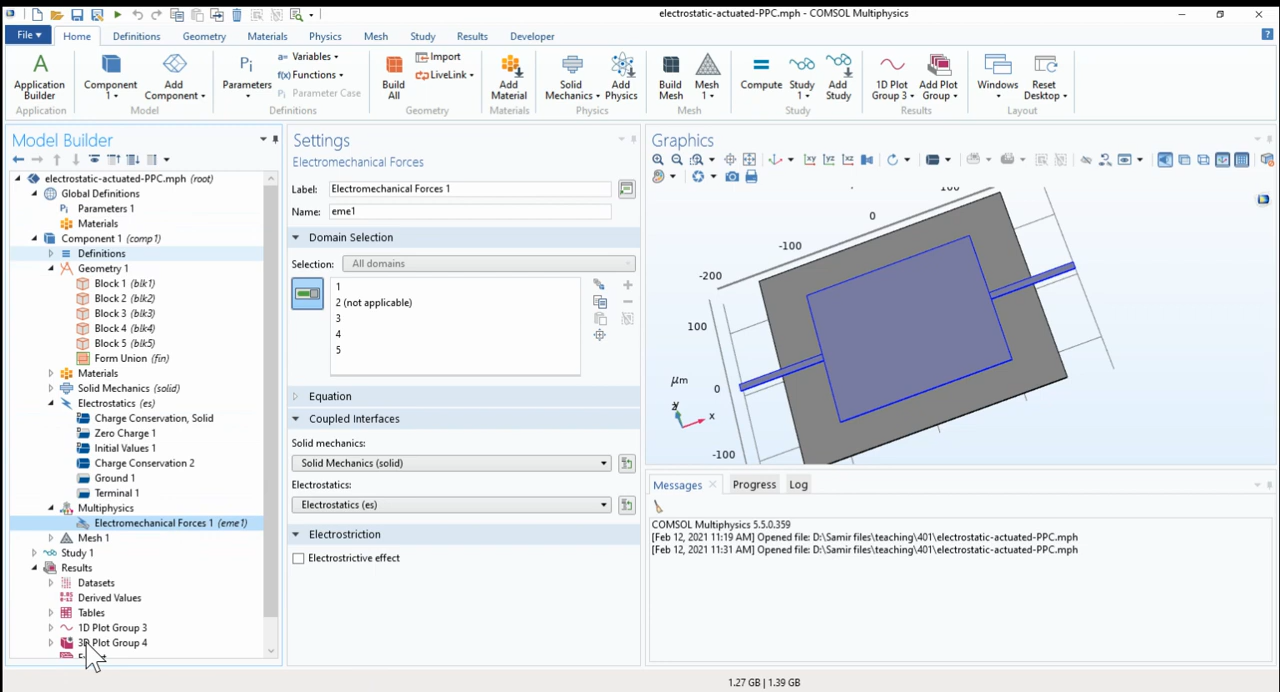 electrostatic-actuated-PPC.mph - COMSOL Multiphysics
File Home Definitions Geometry Materials Physics Mesh Study Results Developer
Application Builder
Component 1
Add Component
Parameters
a= Variables
f(x) Functions
Pi Parameter Case
Build All
Import
LiveLink
Add Material
Solid Mechanics
Add Physics
Build Mesh
Mesh 1
Compute
Study 1
Add Study
1D Plot Group 3
Add Plot Group
Windows
Reset Desktop
Application Model Definitions Geometry Materials Physics Mesh Study Results Layout
Model Builder
electrostatic-actuated-PPC.mph (root)
Global Definitions
Pi Parameters 1
Materials
Component 1 (comp1)
Definitions
Geometry 1
Block 1 (blk1)
Block 2 (blk2)
Block 3 (blk3)
Block 4 (blk4)
Block 5 (blk5)
Form Union (fin)
Materials
Solid Mechanics (solid)
Electrostatics (es)
Charge Conservation, Solid
Zero Charge 1
Initial Values 1
Charge Conservation 2
Ground 1
Terminal 1
Multiphysics
Electromechanical Forces 1 (eme1)
Mesh 1
Study 1
Results
Datasets
Derived Values
Tables
1D Plot Group 3
3D Plot Group 4
Settings
Electromechanical Forces
Label: Electromechanical Forces 1
Name: eme1
Domain Selection
Selection: All domains
1
2 (not applicable)
3
4
5
Equation
Coupled Interfaces
Solid mechanics:
Solid Mechanics (solid)
Electrostatics:
Electrostatics (es)
Electrostriction
Electrostrictive effect
Graphics
xy yz xz
100
0
-100
-200
100
µm
0
-100
y
z
x
Messages Progress Log
COMSOL Multiphysics 5.5.0.359
[Feb 12, 2021 11:19 AM] Opened file: D:\Samir files\teaching\401\electrostatic-actuated-PPC.mph
[Feb 12, 2021 11:31 AM] Opened file: D:\Samir files\teaching\401\electrostatic-actuated-PPC.mph
1.27 GB | 1.39 GB